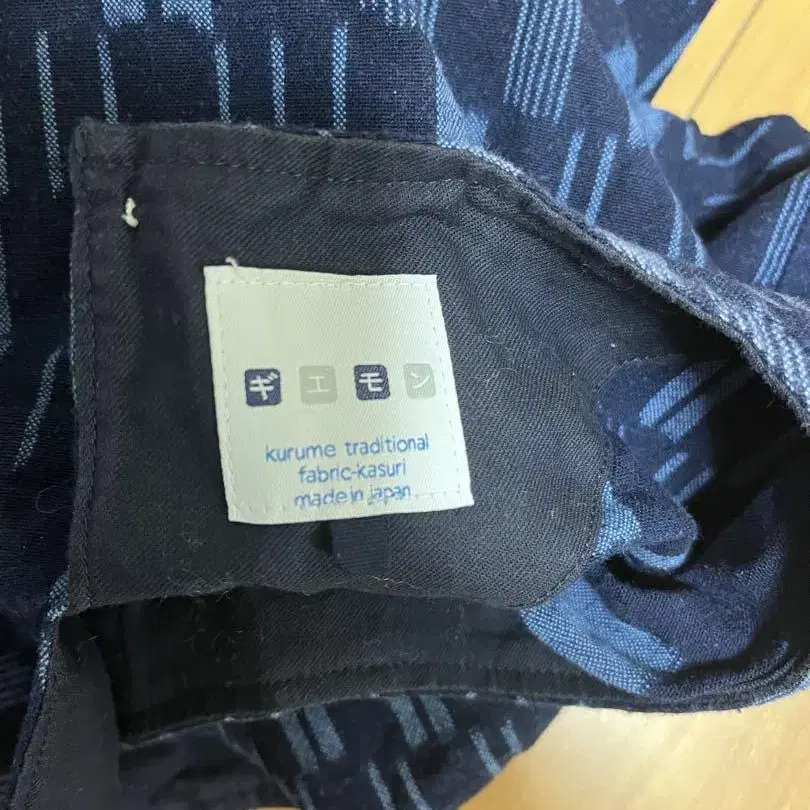 ギエモン
kurume traditional
fabric-kasuri
made in japan